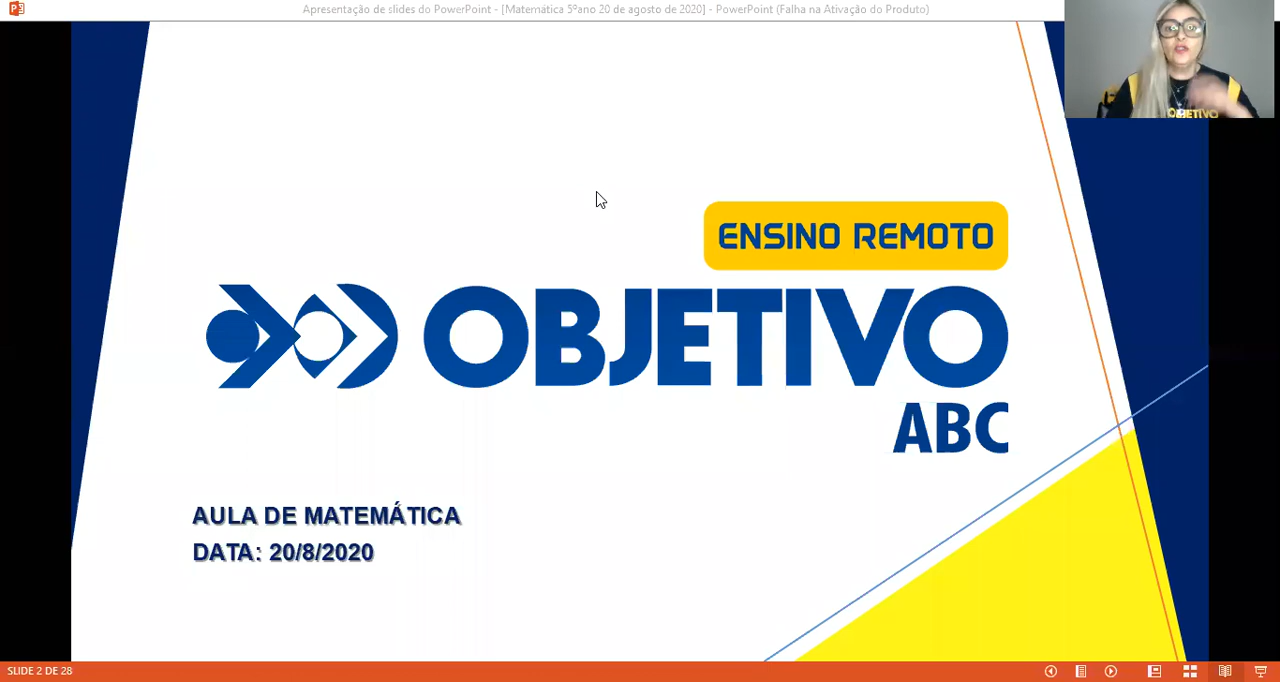 Apresentação de slides do PowerPoint - [Matemática 5ºano 20 de agosto de 2020] - PowerPoint (Falha na Ativação do Produto)
OBJETIVO
ENSINO REMOTO
OBJETIVO
ABC
AULA DE MATEMÁTICA
DATA: 20/8/2020
SLIDE 2 DE 28